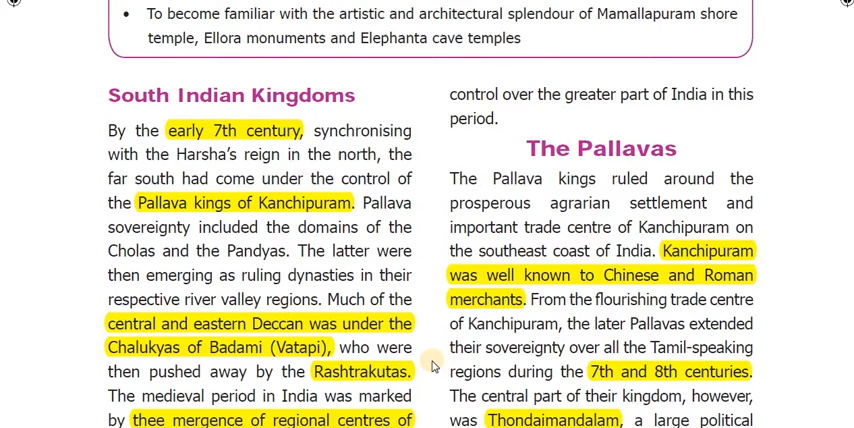 • To become familiar with the artistic and architectural splendour of Mamallapuram shore
temple, Ellora monuments and Elephanta cave temples
South Indian Kingdoms
By the early 7th century, synchronising
with the Harsha's reign in the north, the
far south had come under the control of
the Pallava kings of Kanchipuram. Pallava
sovereignty included the domains of the
Cholas and the Pandyas. The latter were
then emerging as ruling dynasties in their
respective river valley regions. Much of the
central and eastern Deccan was under the
Chalukyas of Badami (Vatapi), who were
then pushed away by the Rashtrakutas.
The medieval period in India was marked
by thee mergence of regional centres of
control over the greater part of India in this
period.
The Pallavas
The Pallava kings ruled around the
prosperous agrarian settlement and
important trade centre of Kanchipuram on
the southeast coast of India. Kanchipuram
was well known to Chinese and Roman
merchants. From the flourishing trade centre
of Kanchipuram, the later Pallavas extended
their sovereignty over all the Tamil-speaking
regions during the 7th and 8th centuries.
The central part of their kingdom, however,
was Thondaimandalam, a large political